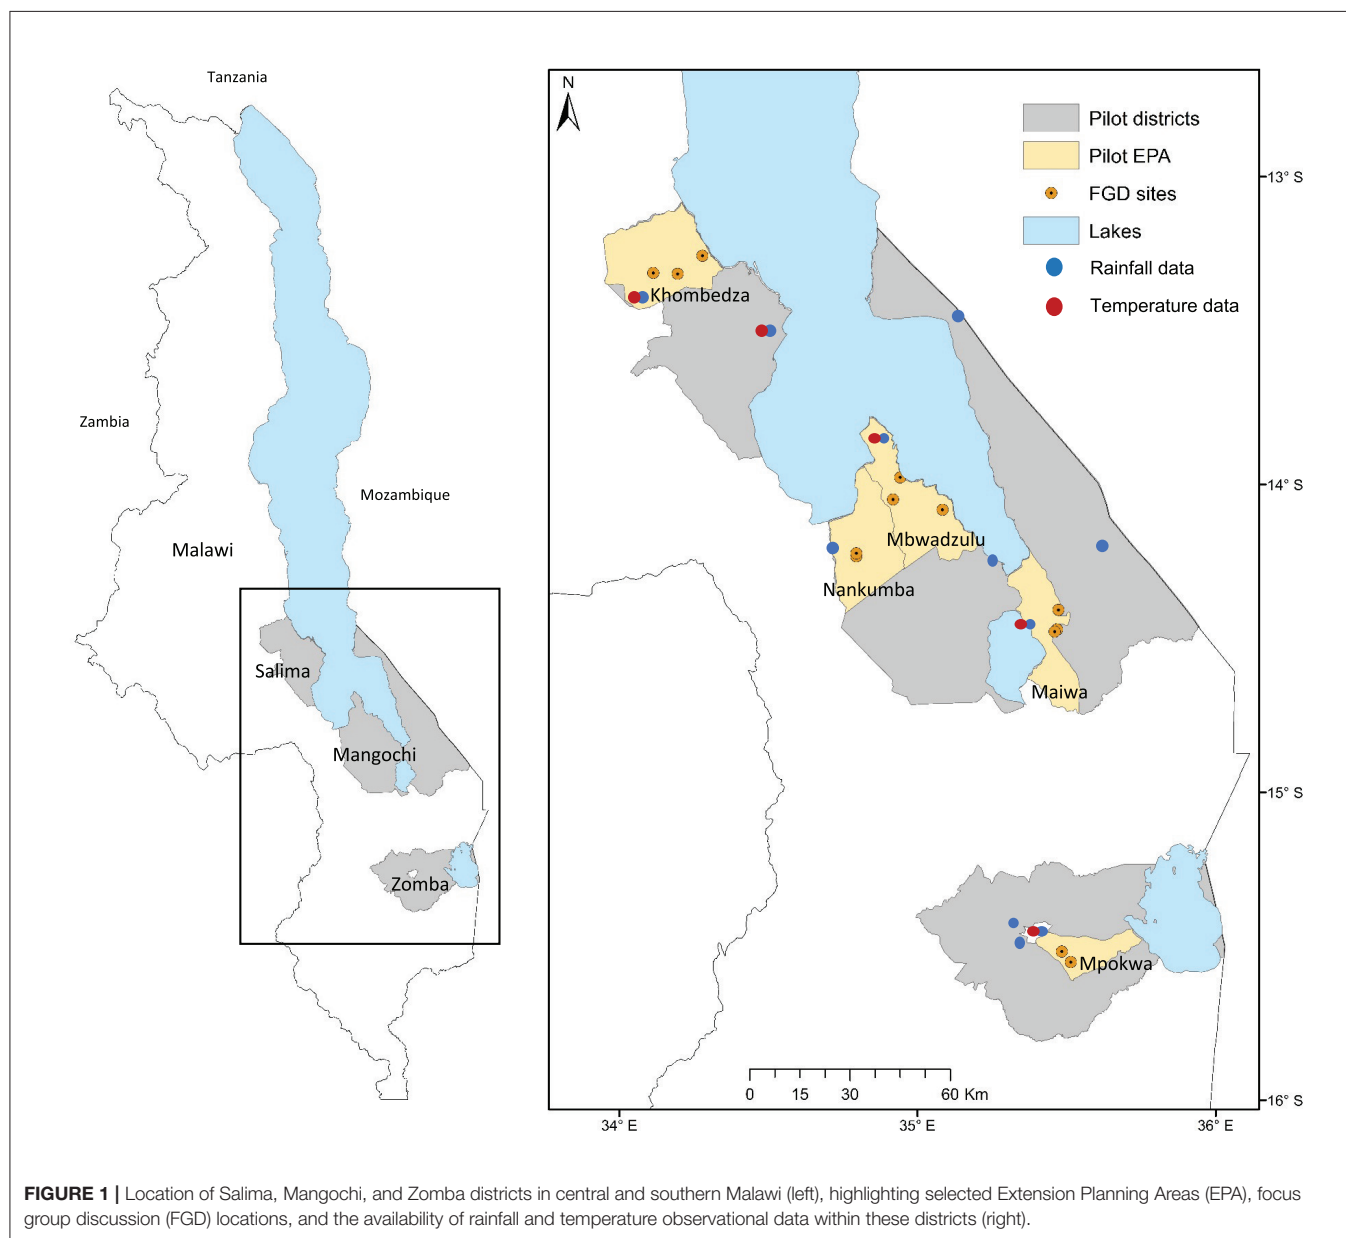 Tanzania
Zambia
Mozambique
Malawi
Salima
Mangochi
Zomba
N
Pilot districts
Pilot EPA
FGD sites
Lakes
Rainfall data
Temperature data
Khombedza
Mbwadzulu
Nankumba
Maiwa
Mpokwa
13° S
14° S
15° S
16° S
0 15 30 60 Km
34° E 35° E 36° E
FIGURE 1 | Location of Salima, Mangochi, and Zomba districts in central and southern Malawi (left), highlighting selected Extension Planning Areas (EPA), focus
group discussion (FGD) locations, and the availability of rainfall and temperature observational data within these districts (right).